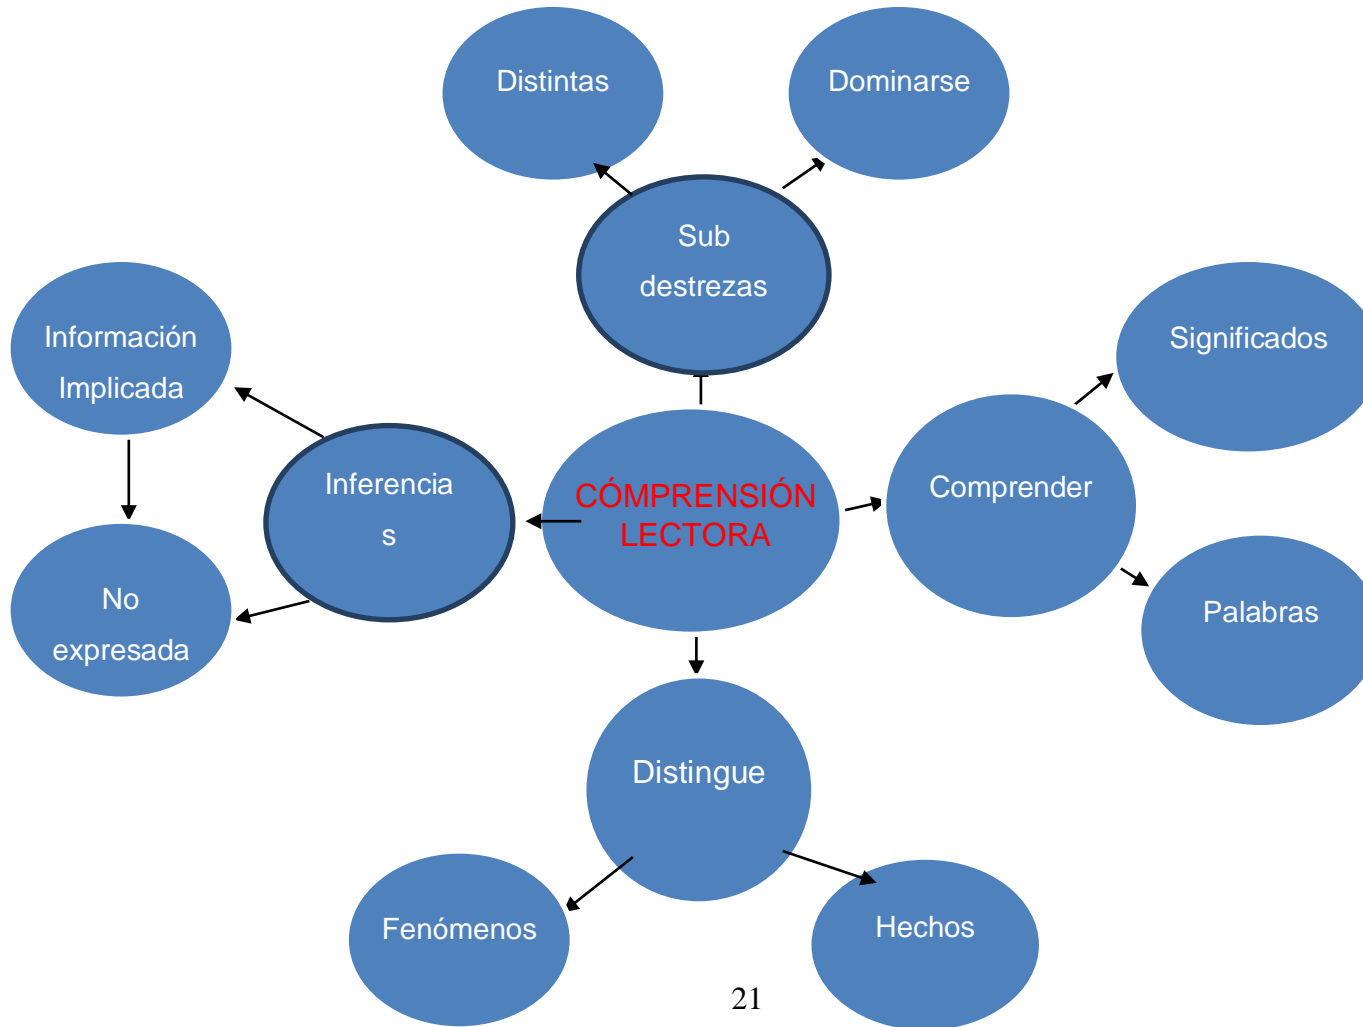 Distintas
Dominarse
Sub
destrezas
Información
Implicada
Significados
Inferencia
s
CÓMPRENSIÓN
LECTORA
Comprender
No
expresada
Palabras
Distingue
Fenómenos
Hechos
21